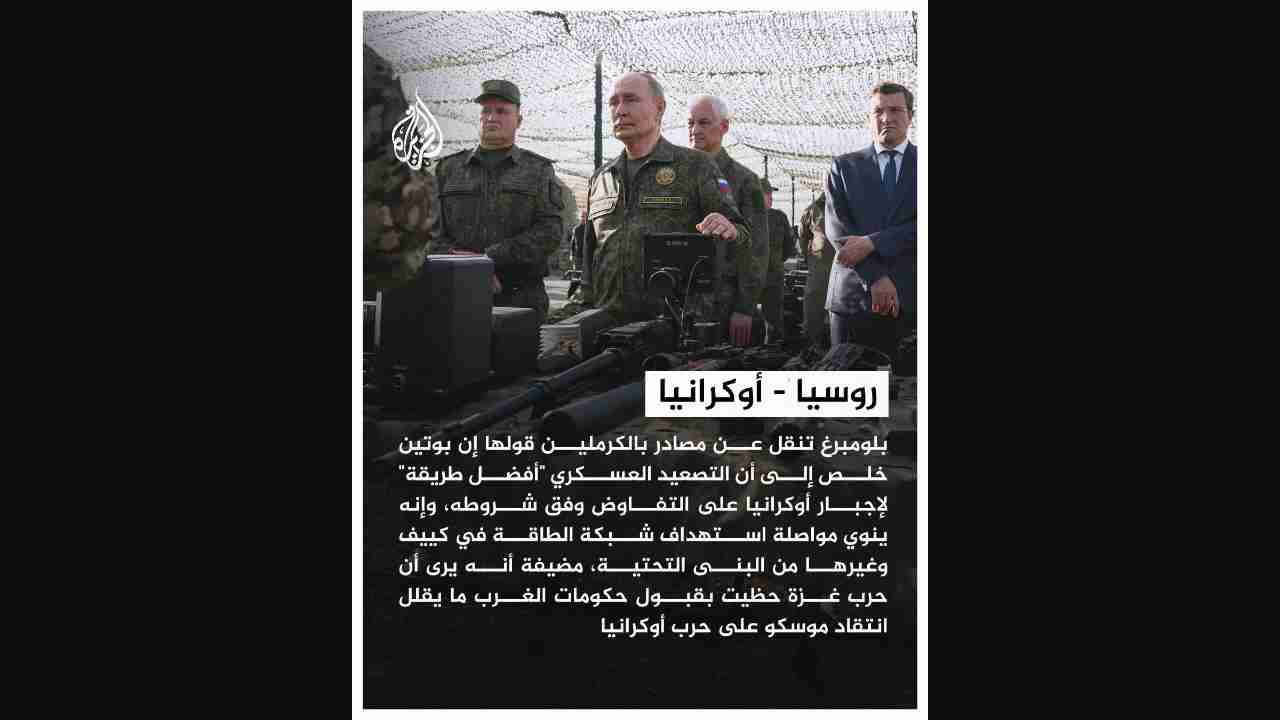 الجزيرة
روسيا - أوكرانيا
بلومبرغ تنقل عن مصادر بالكرملين قولها إن بوتين
خلص إلى أن التصعيد العسكري "أفضل طريقة"
لإجبار أوكرانيا على التفاوض وفق شروطه، وإنه
ينوي مواصلة استهداف شبكة الطاقة في كييف
وغيرها من البنى التحتية، مضيفة أنه يرى أن
حرب غزة حظيت بقبول حكومات الغرب ما يقلل
انتقاد موسكو على حرب أوكرانيا